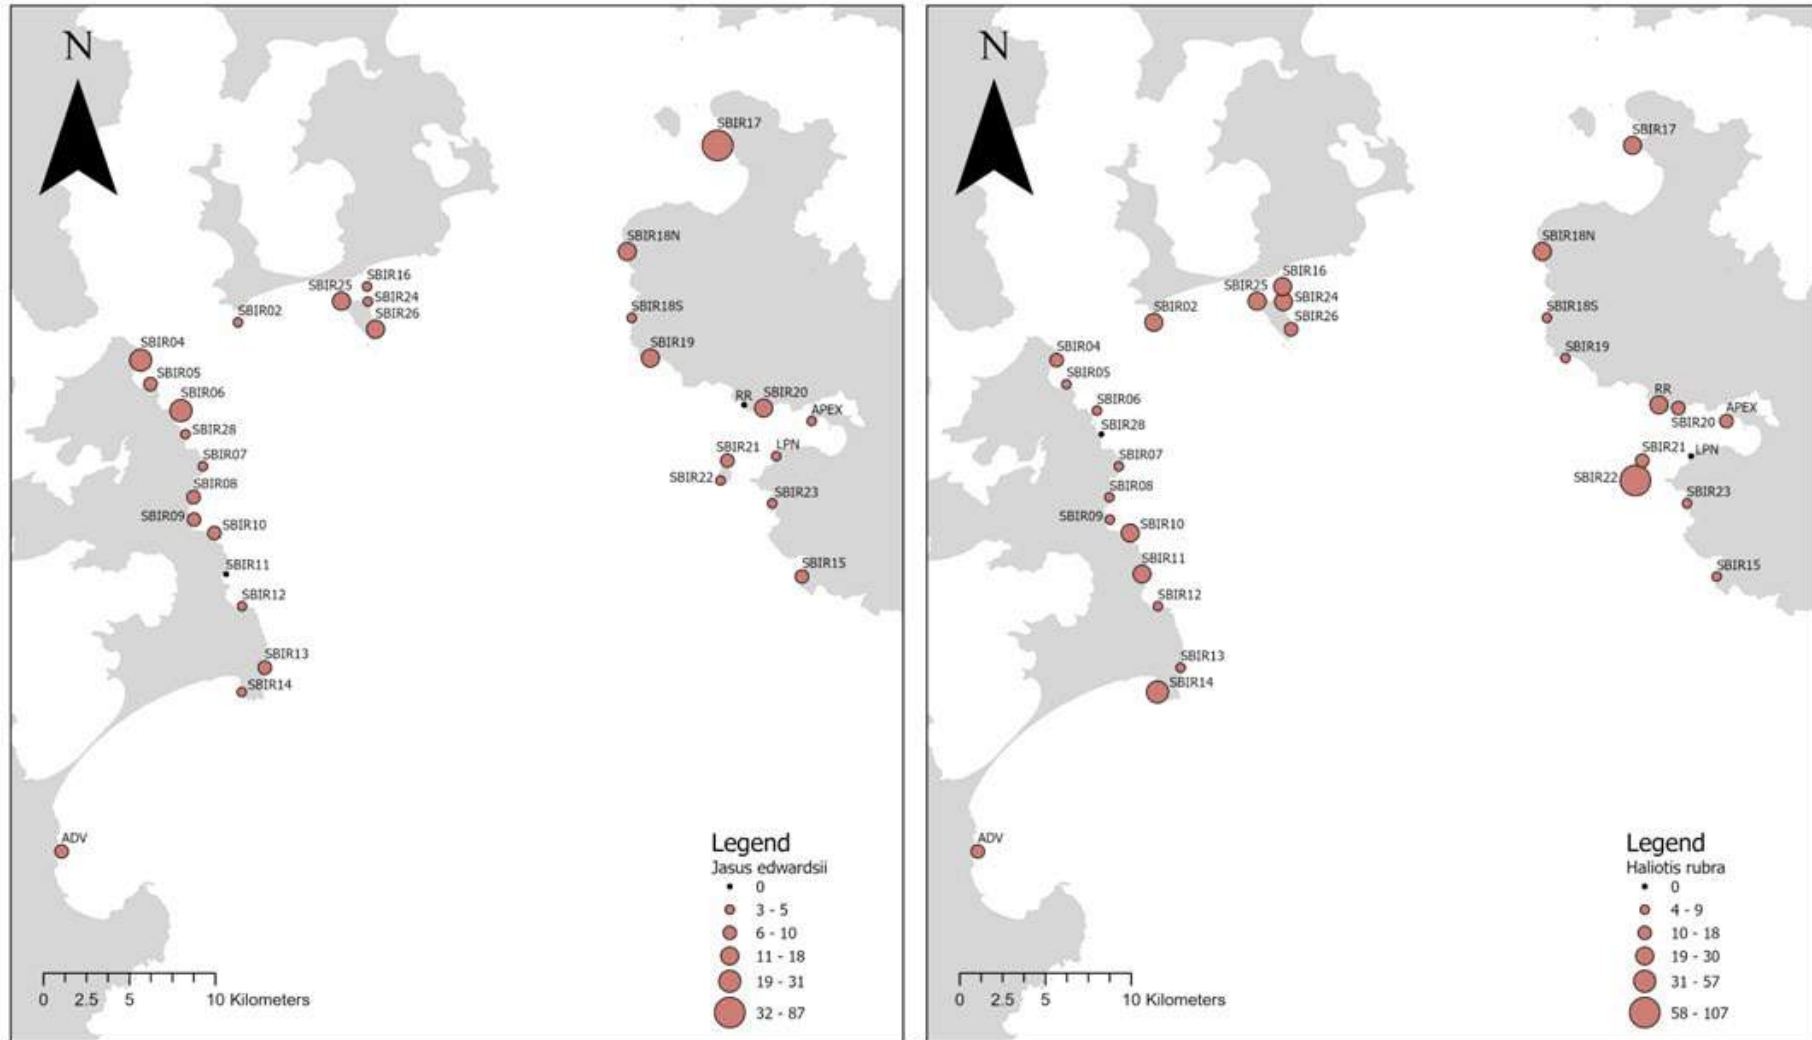 N
SBIR17
SBIR18N
SBIR16
SBIR25
SBIR24
SBIR02
SBIR26
SBIR18S
SBIR04
SBIR19
SBIR05
SBIR06
RR
SBIR20
APEX
SBIR28
SBIR21
LPN
SBIR07
SBIR22
SBIR08
SBIR23
SBIR09
SBIR10
SBIR11
SBIR15
SBIR12
SBIR13
SBIR14
ADV
Legend
Jasus edwardsii
0
3 - 5
6 - 10
11 - 18
19 - 31
32 - 87
0 2.5 5 10 Kilometers
N
SBIR17
SBIR18N
SBIR16
SBIR25
SBIR24
SBIR02
SBIR26
SBIR18S
SBIR04
SBIR19
SBIR05
SBIR06
RR
APEX
SBIR20
SBIR28
SBIR21
LPN
SBIR07
SBIR22
SBIR08
SBIR23
SBIR09
SBIR10
SBIR11
SBIR15
SBIR12
SBIR13
SBIR14
ADV
Legend
Haliotis rubra
0
4 - 9
10 - 18
19 - 30
31 - 57
58 - 107
0 2.5 5 10 Kilometers